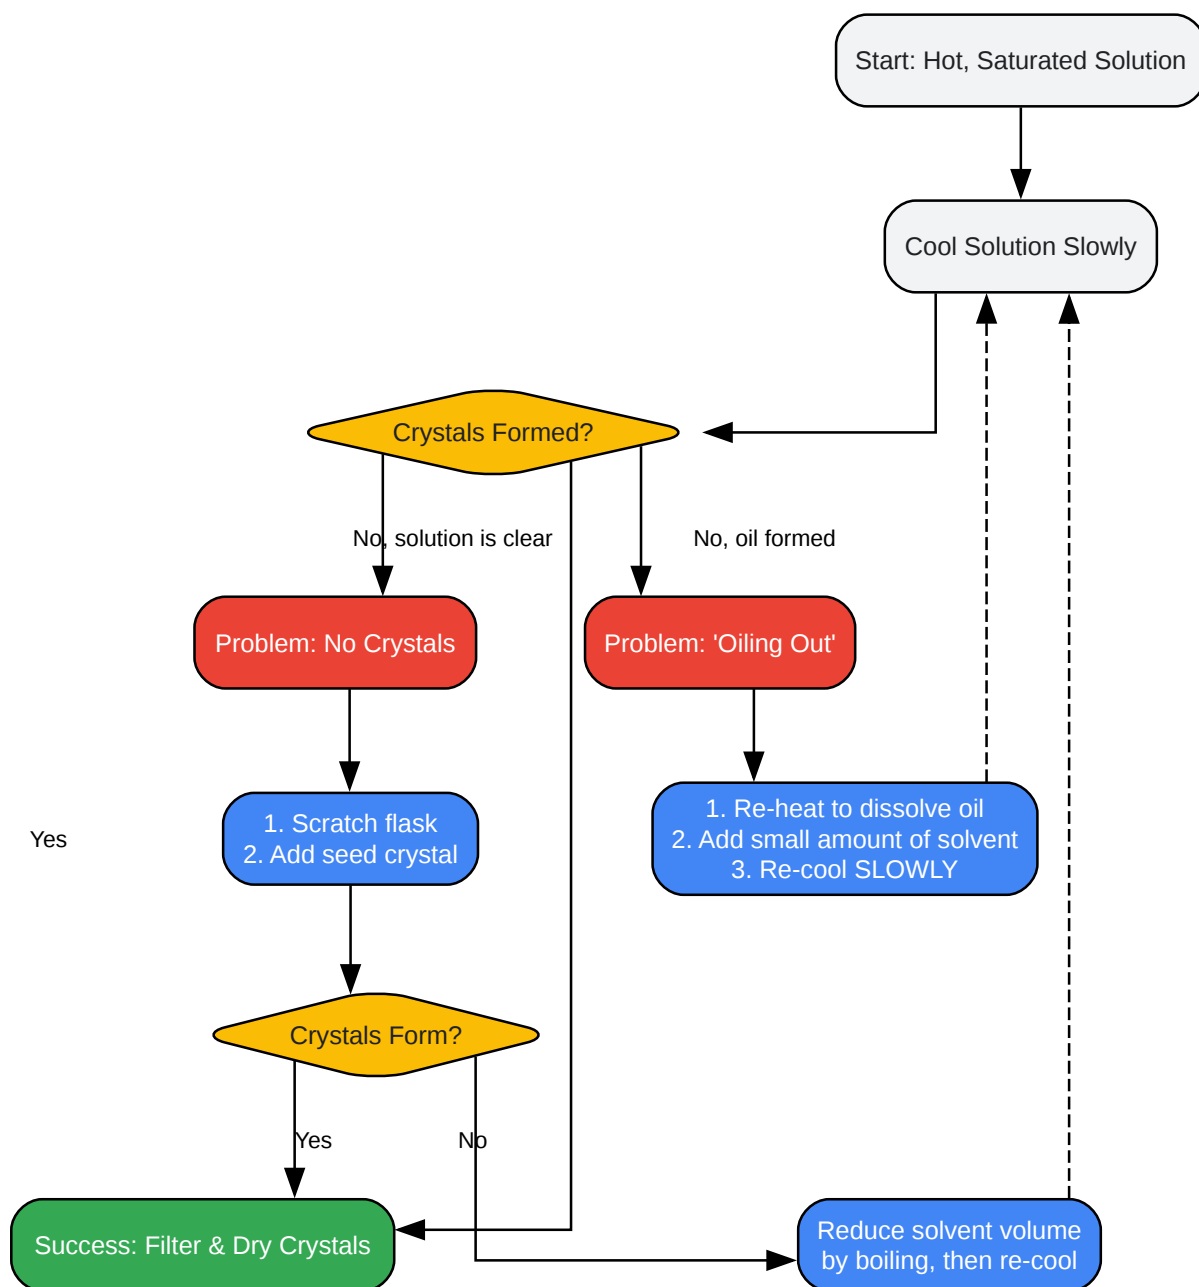 Start: Hot, Saturated Solution
Cool Solution Slowly
Crystals Formed?
No, solution is clear
No, oil formed
Problem: No Crystals
Problem: 'Oiling Out'
Yes
1. Scratch flask
2. Add seed crystal
1. Re-heat to dissolve oil
2. Add small amount of solvent
3. Re-cool SLOWLY
Crystals Form?
Yes
No
Success: Filter & Dry Crystals
Reduce solvent volume
by boiling, then re-cool